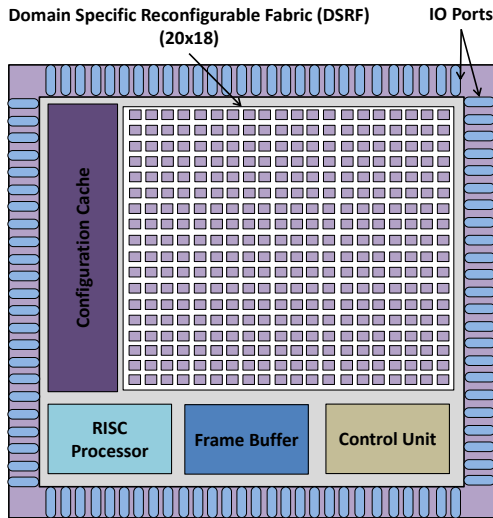 Domain Specific Reconfigurable Fabric (DSRF)
(20x18)
IO Ports
Configuration Cache
RISC
Processor
Frame Buffer
Control Unit